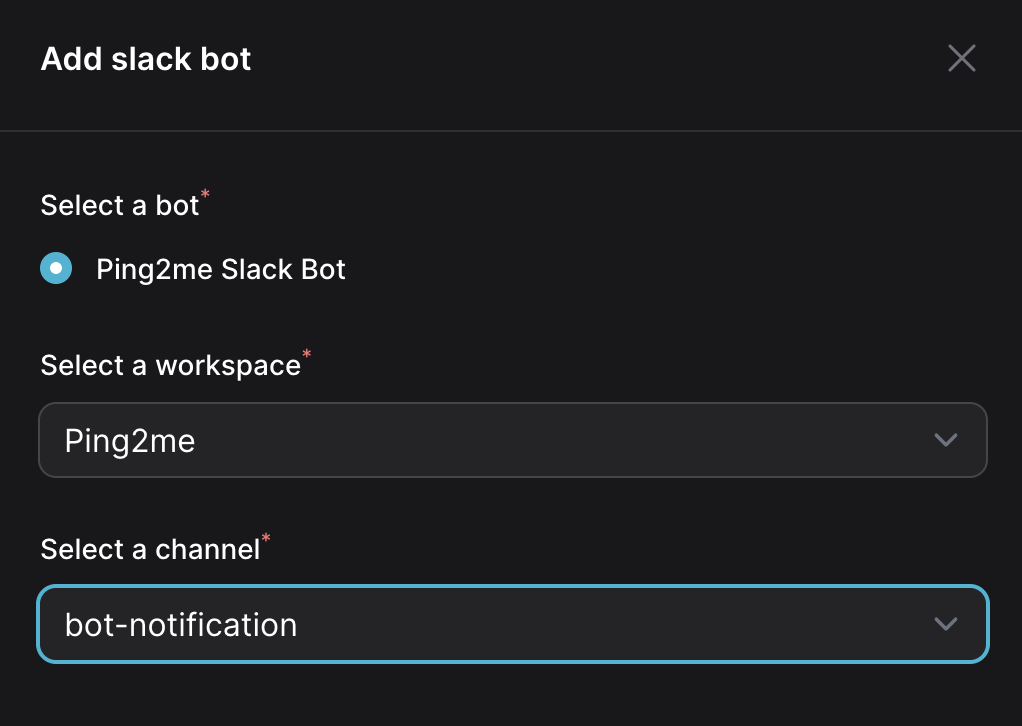 Add slack bot
Select a bot*
Ping2me Slack Bot
Select a workspace*
Ping2me
Select a channel*
bot-notification